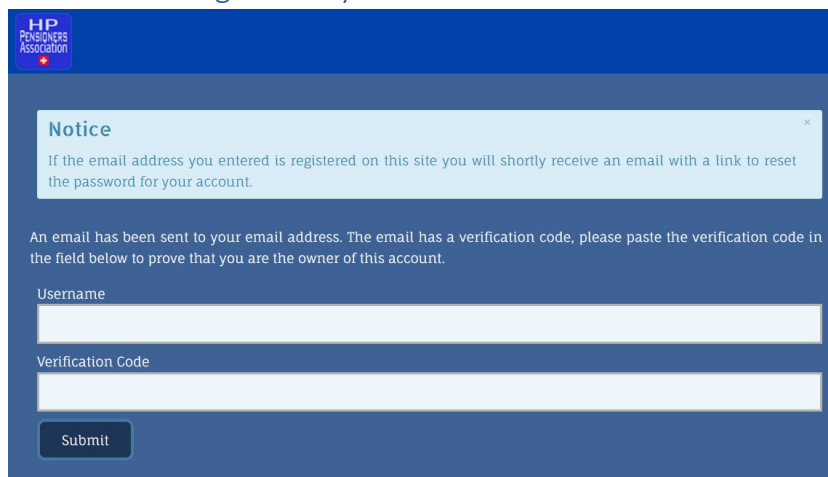 HP
PENSIONERS
Association
Notice
×
If the email address you entered is registered on this site you will shortly receive an email with a link to reset
the password for your account.
An email has been sent to your email address. The email has a verification code, please paste the verification code in
the field below to prove that you are the owner of this account.
Username
Verification Code
Submit